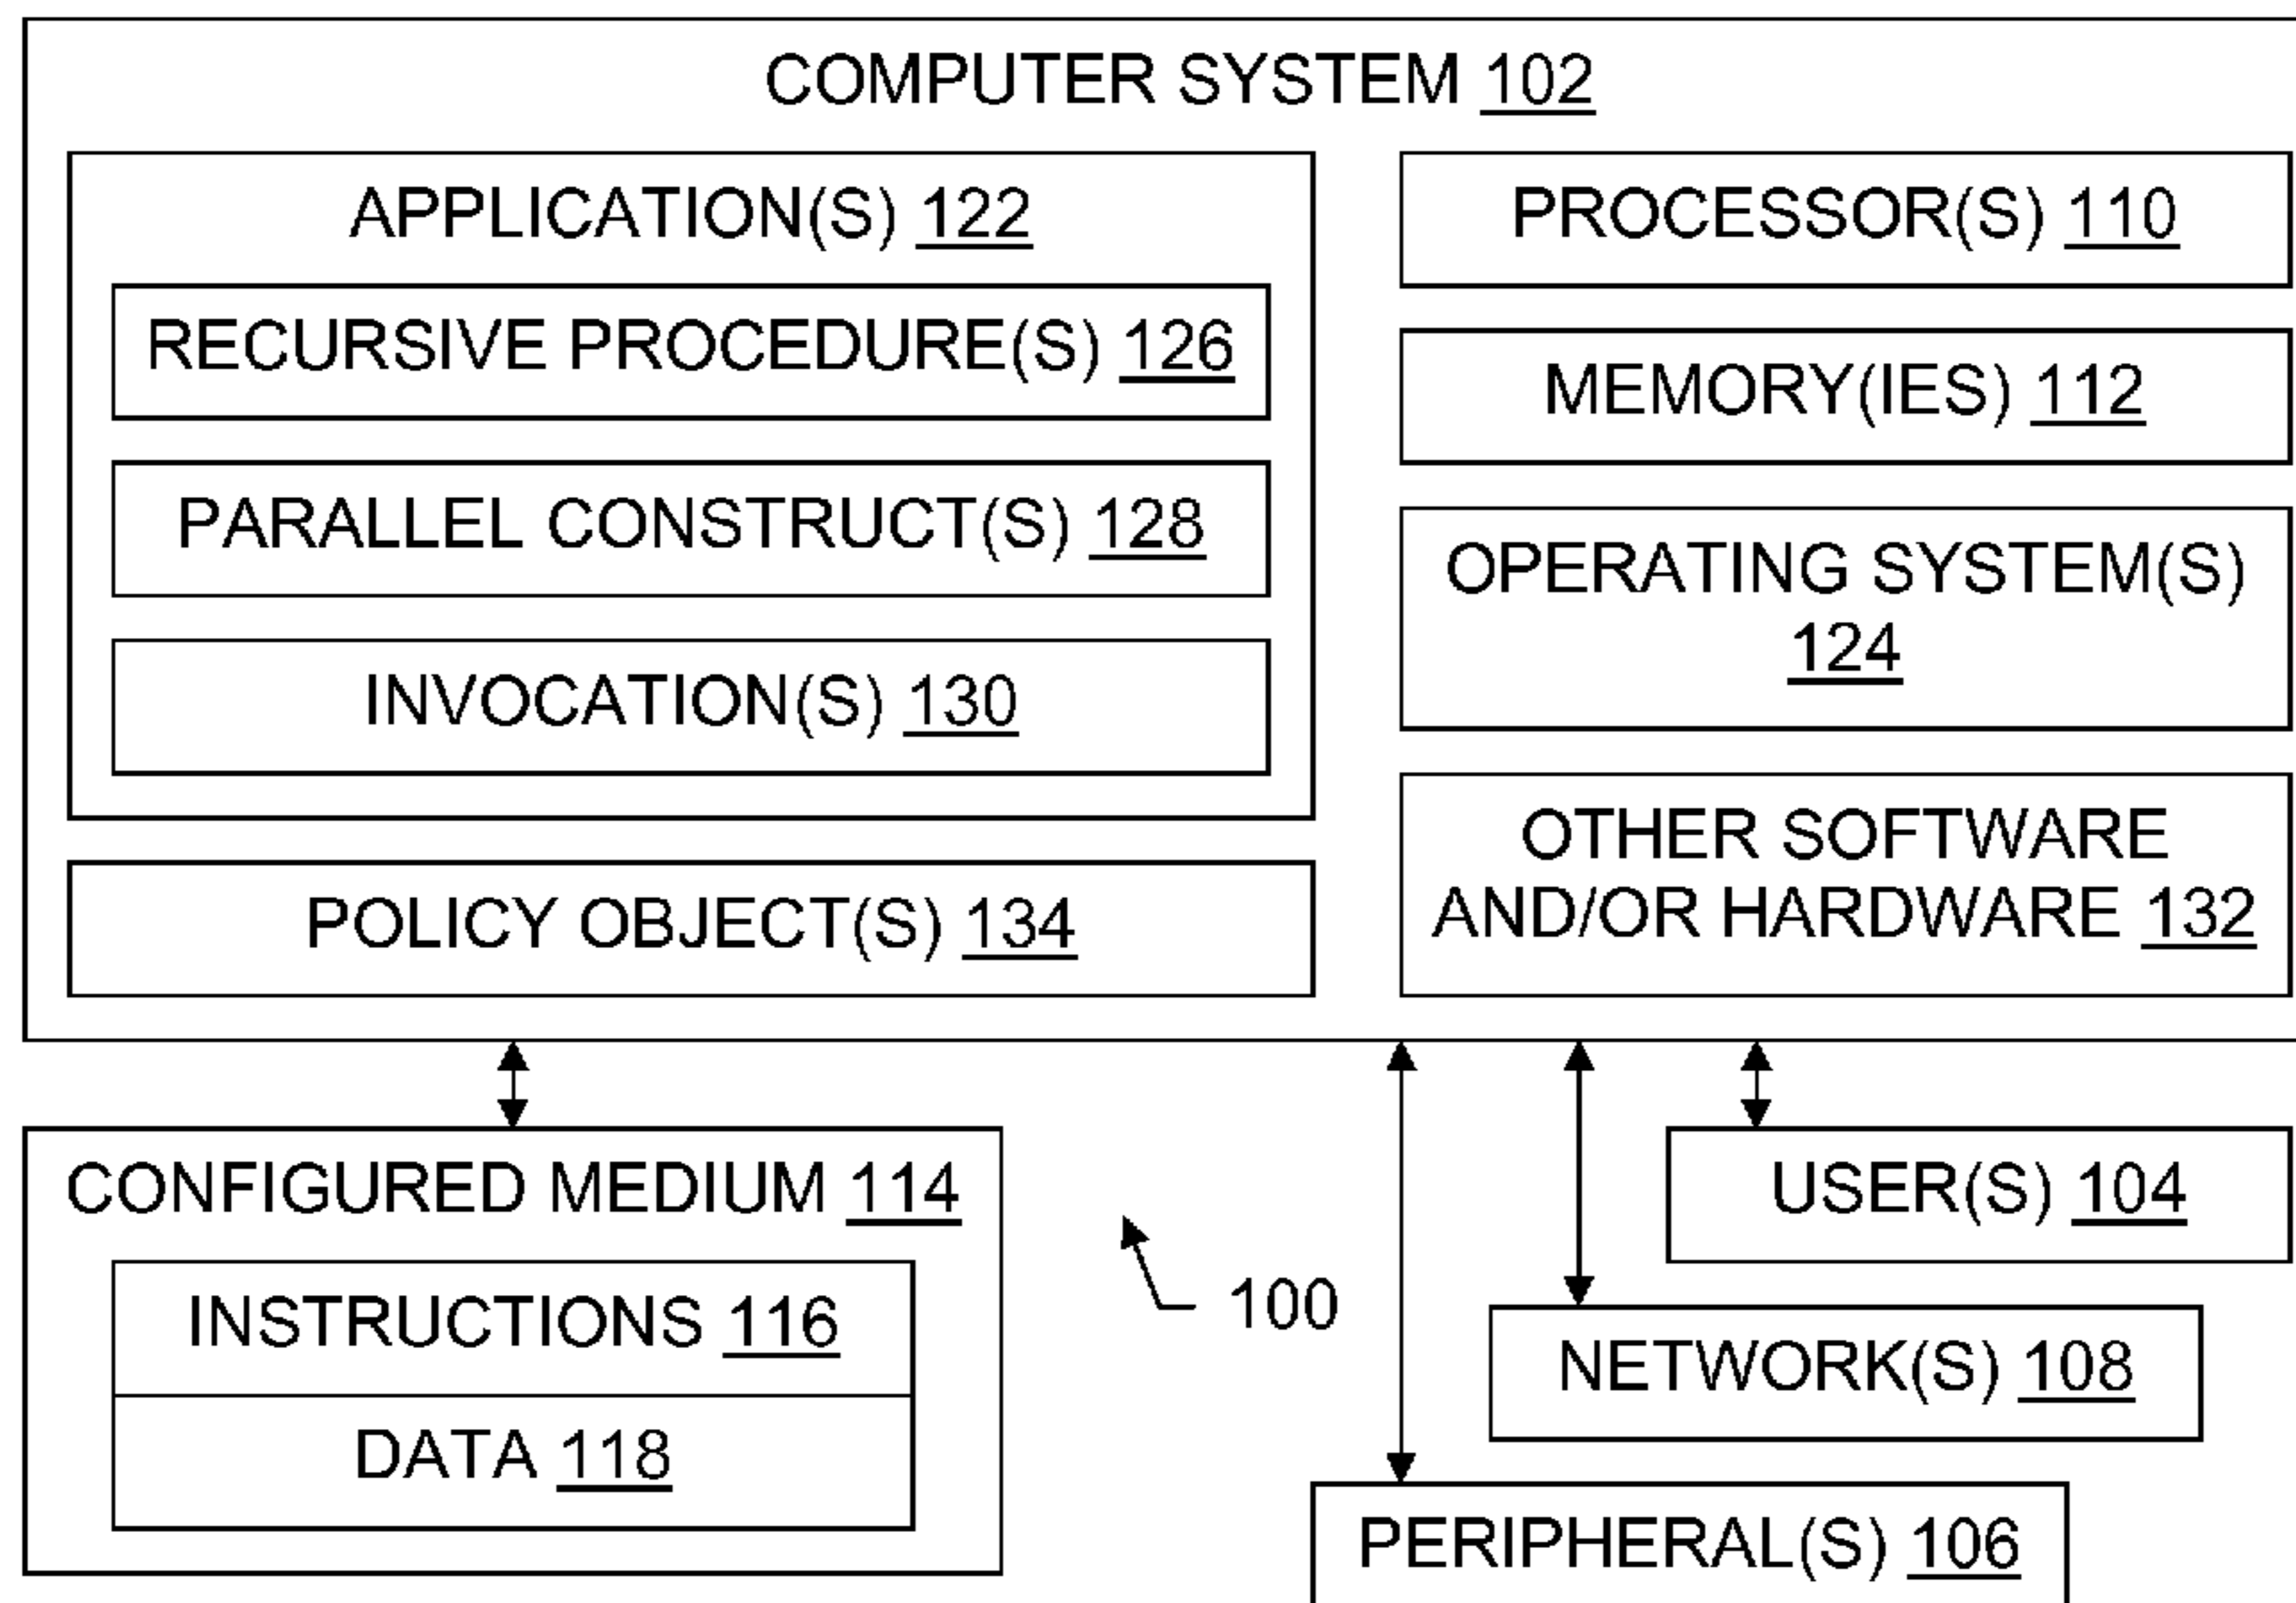 COMPUTER SYSTEM 102
APPLICATION(S) 122
RECURSIVE PROCEDURE(S) 126
PARALLEL CONSTRUCT(S) 128
INVOCATION(S) 130
POLICY OBJECT(S) 134
PROCESSOR(S) 110
MEMORY(IES) 112
OPERATING SYSTEM(S)
124
OTHER SOFTWARE
AND/OR HARDWARE 132
CONFIGURED MEDIUM 114
INSTRUCTIONS 116
DATA 118
100
USER(S) 104
NETWORK(S) 108
PERIPHERAL(S) 106